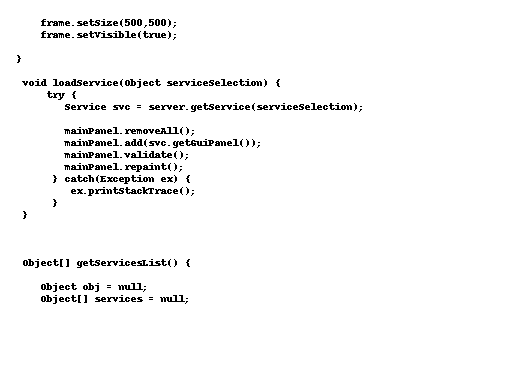 frame.setSize(500,500);
frame.setVisible(true);
}
void loadService(Object serviceSelection) {
try {
Service svc = server.getService(serviceSelection);
mainPanel.removeAll();
mainPanel.add(svc.getGuiPanel());
mainPanel.validate();
mainPanel.repaint();
} catch(Exception ex) {
ex.printStackTrace();
}
}
Object[] getServicesList() {
Object obj = null;
Object[] services = null;